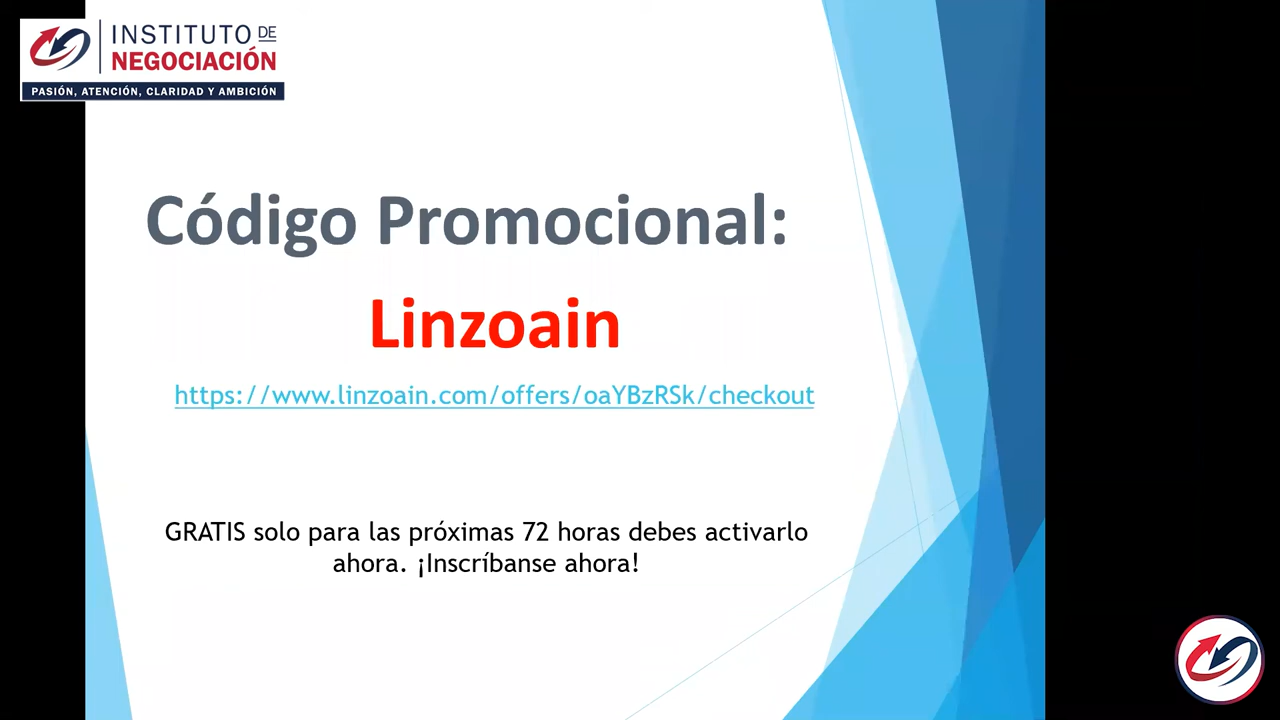 INSTITUTO DE
NEGOCIACIÓN
PASIÓN, ATENCIÓN, CLARIDAD Y AMBICIÓN
Código Promocional:
Linzoain
https://www.linzoain.com/offers/oaYBzRSk/checkout
GRATIS solo para las próximas 72 horas debes activarlo
ahora. ¡Inscríbanse ahora!